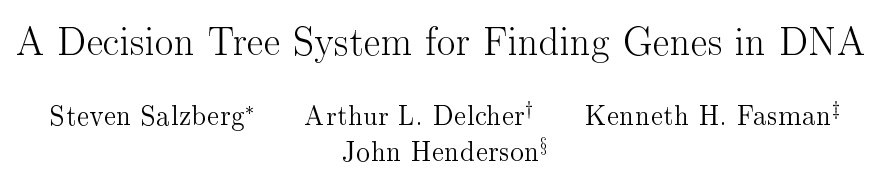 A Decision Tree System for Finding Genes in DNA
Steven Salzberg* Arthur L. Delcher† Kenneth H. Fasman‡
John Henderson§